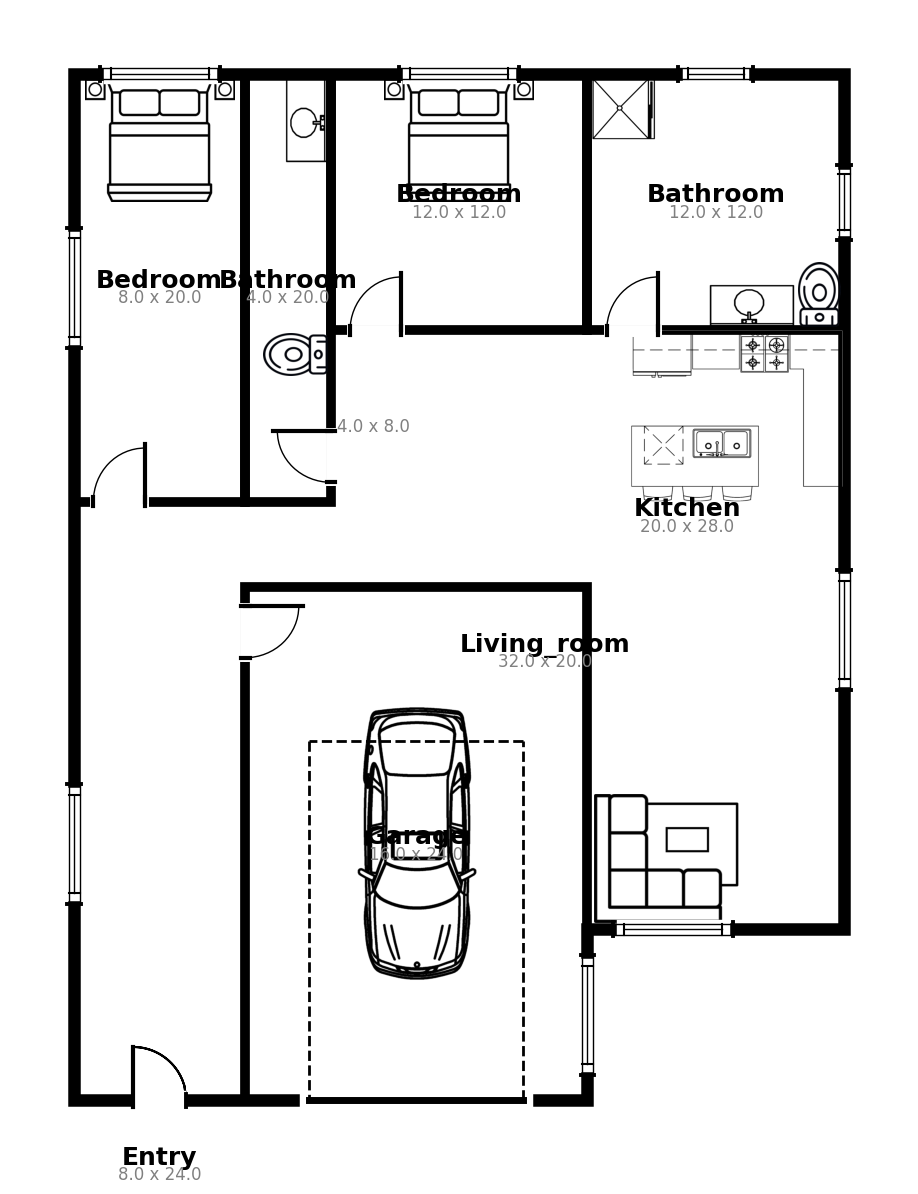 Bedroom
12.0 x 12.0
Bathroom
12.0 x 12.0
Bedroom
8.0 x 20.0
Bathroom
4.0 x 20.0
4.0 x 8.0
Kitchen
20.0 x 28.0
Living_room
32.0 x 20.0
Garage
16.0 x 24.0
Entry
8.0 x 24.0